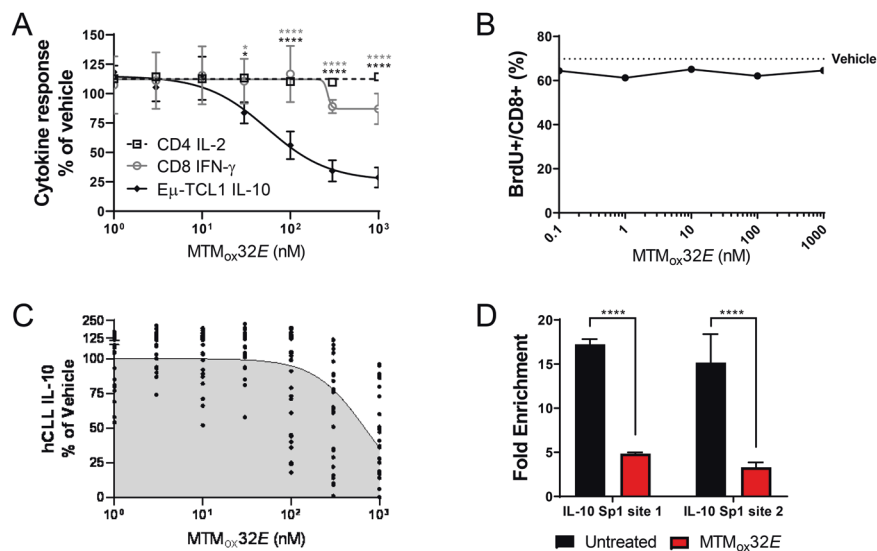 A
**** ****
* **** ****
* **** ****
Cytokine response
% of vehicle
150
125
100
75
50
25
0
CD4 IL-2
CD8 IFN-γ
Eμ-TCL1 IL-10
10⁰ 10¹ 10² 10³
MTMox32E (nM)
B
BrdU+/CD8+ (%)
80
60
40
20
0
Vehicle
0.1 1 10 100 1000
MTMox32E (nM)
C
hCLL IL-10
% of Vehicle
250
125
100
75
50
25
0
10⁰ 10¹ 10² 10³
MTMox32E (nM)
D
Fold Enrichment
20
15
10
5
0
**** ****
IL-10 Sp1 site 1 IL-10 Sp1 site 2
Untreated MTMox32E